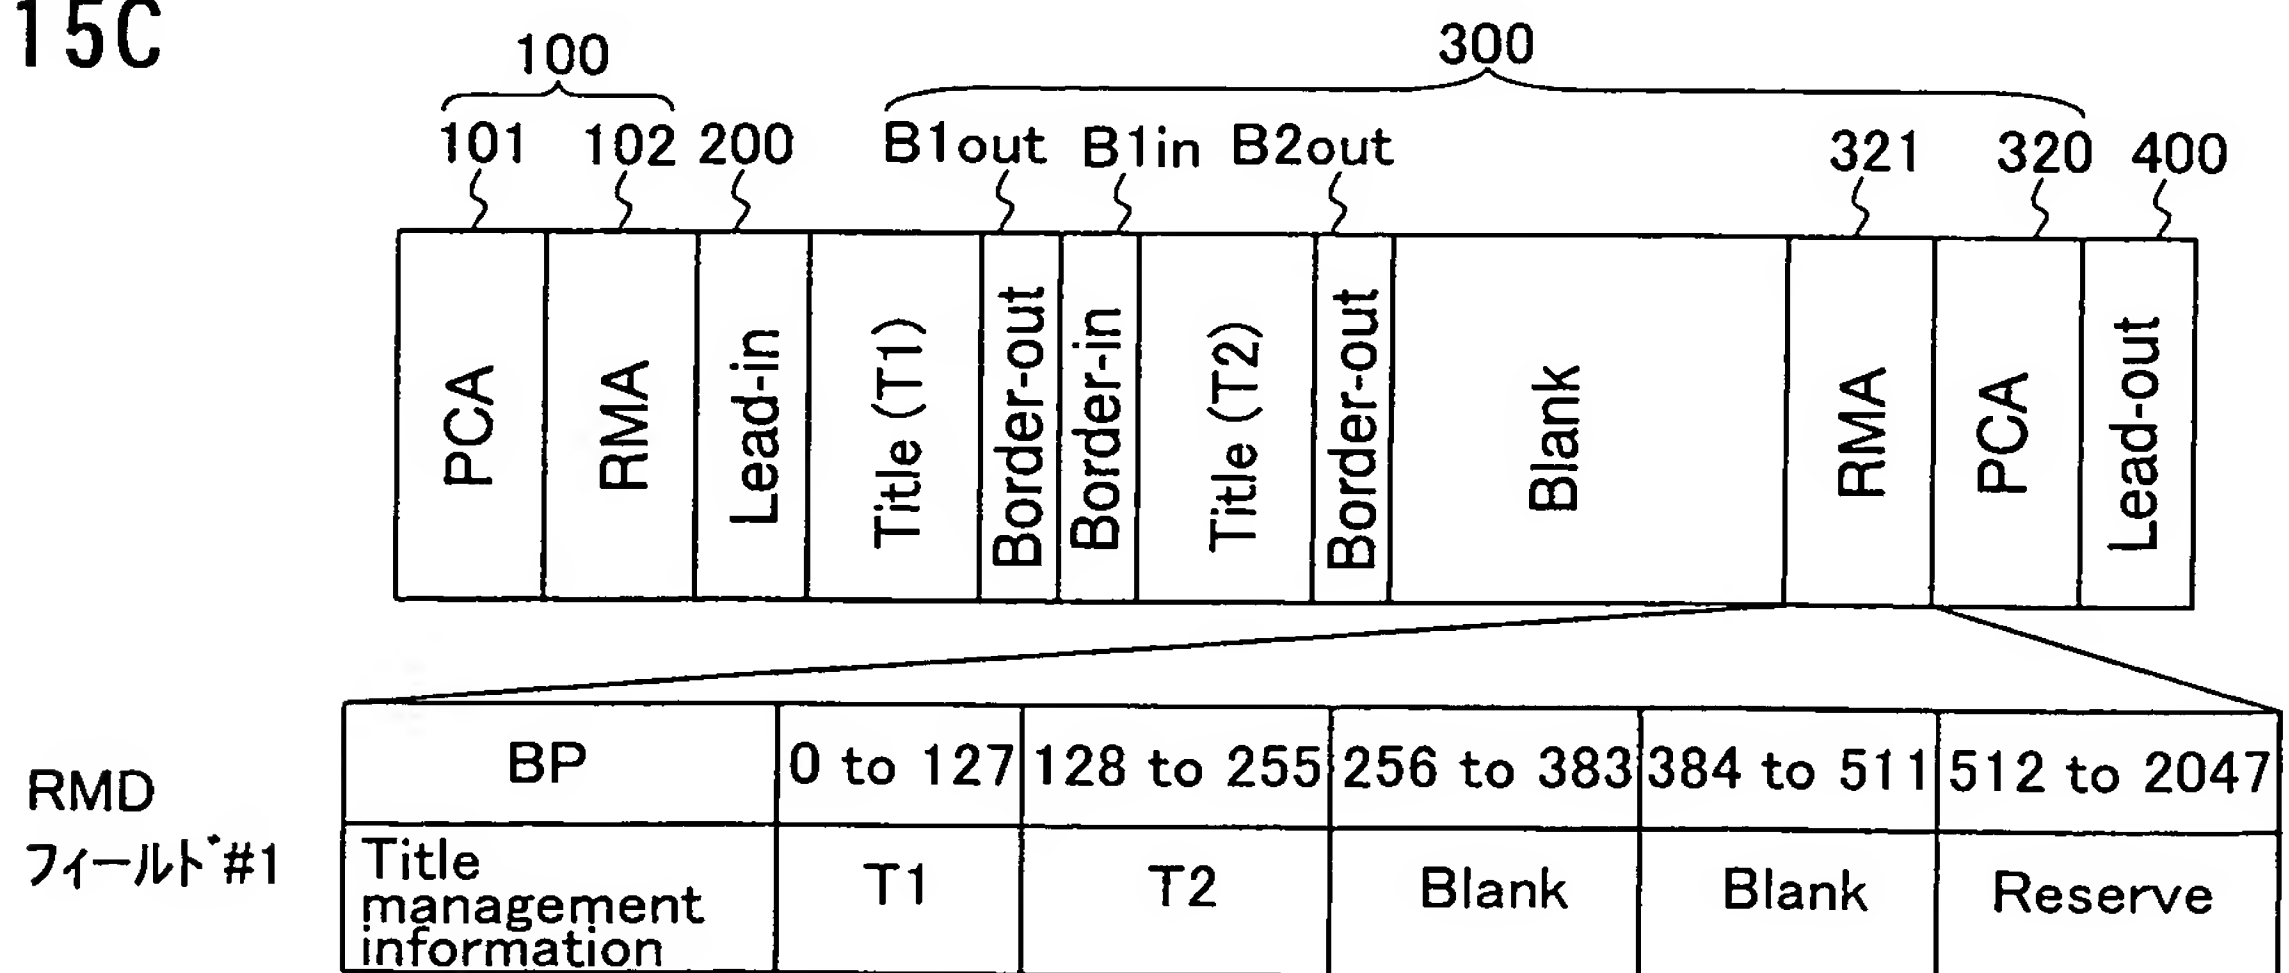 15C
100
300
101 102 200 B1out B1in B2out 321 320 400
PCA
RMA
Lead-in
Title (T1)
Border-out
Border-in
Title (T2)
Border-out
Blank
RMA
PCA
Lead-out
RMD
フィールド#1
BP 0 to 127 128 to 255 256 to 383 384 to 511 512 to 2047
Title
management
information
T1 T2 Blank Blank Reserve